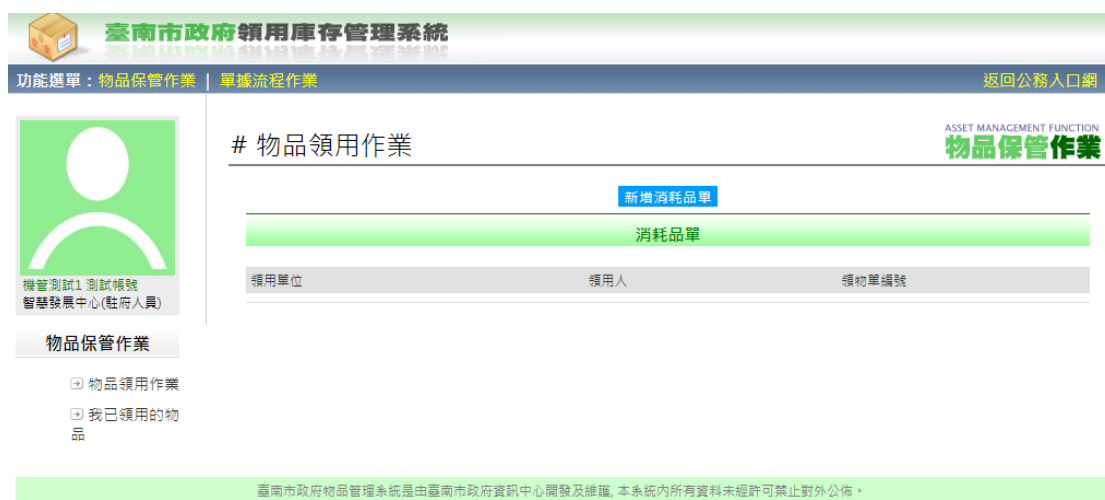 臺南市政府領用庫存管理系統
功能選單：物品保管作業 | 單據流程作業
返回公務入口網
# 物品領用作業
ASSET MANAGEMENT FUNCTION
物品保管作業
新增消耗品單
消耗品單
領用單位 領用人 領物單編號
機管測試1 測試帳號
智慧發展中心(駐府人員)
物品保管作業
物品領用作業
我已領用的物
品
臺南市政府物品管理系統是由臺南市政府資訊中心開發及維護, 本系統內所有資料未經許可禁止對外公佈。